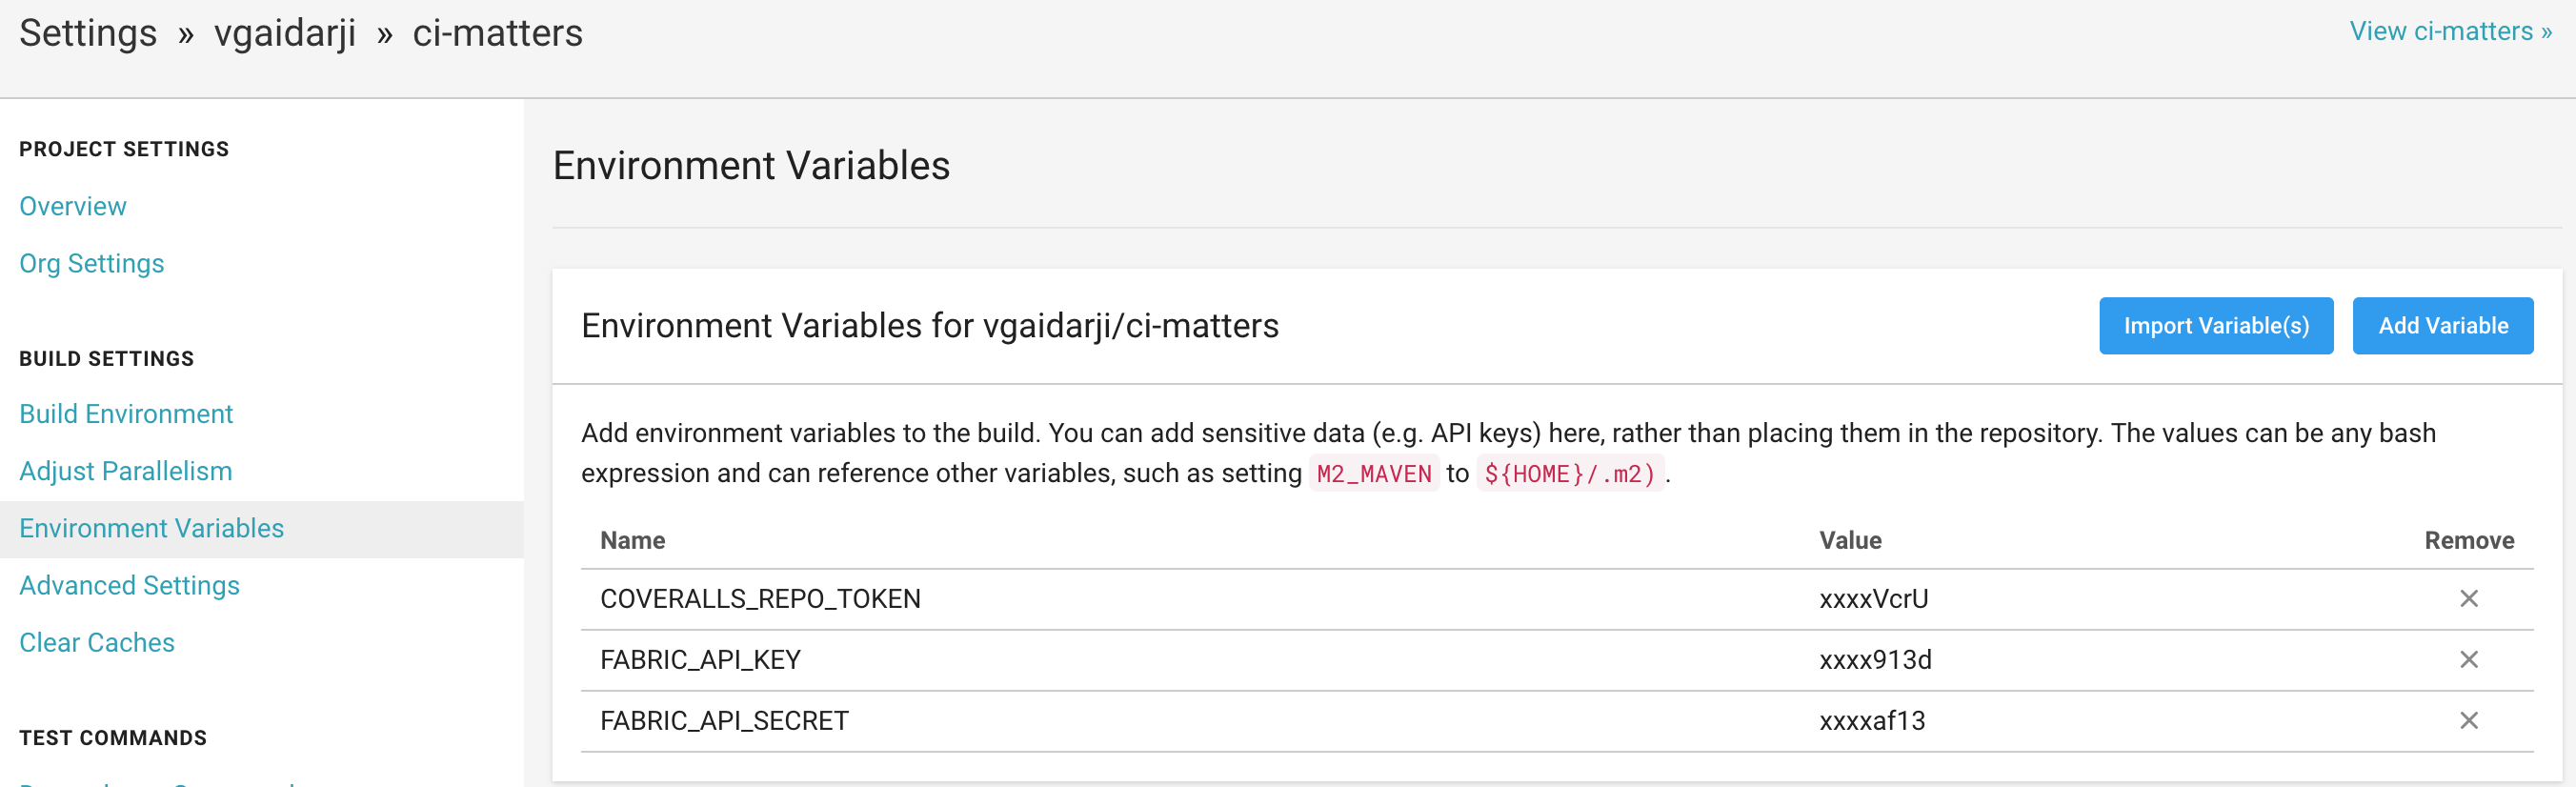 Settings » vgaidarji » ci-matters
View ci-matters »
PROJECT SETTINGS
Overview
Org Settings
BUILD SETTINGS
Build Environment
Adjust Parallelism
Environment Variables
Advanced Settings
Clear Caches
TEST COMMANDS
Environment Variables
Environment Variables for vgaidarji/ci-matters
Import Variable(s)
Add Variable
Add environment variables to the build. You can add sensitive data (e.g. API keys) here, rather than placing them in the repository. The values can be any bash
expression and can reference other variables, such as setting M2_MAVEN to ${HOME}/.m2) .
Name Value Remove
COVERALLS_REPO_TOKEN xxxxVcrU ×
FABRIC_API_KEY xxxx913d ×
FABRIC_API_SECRET xxxxaf13 ×